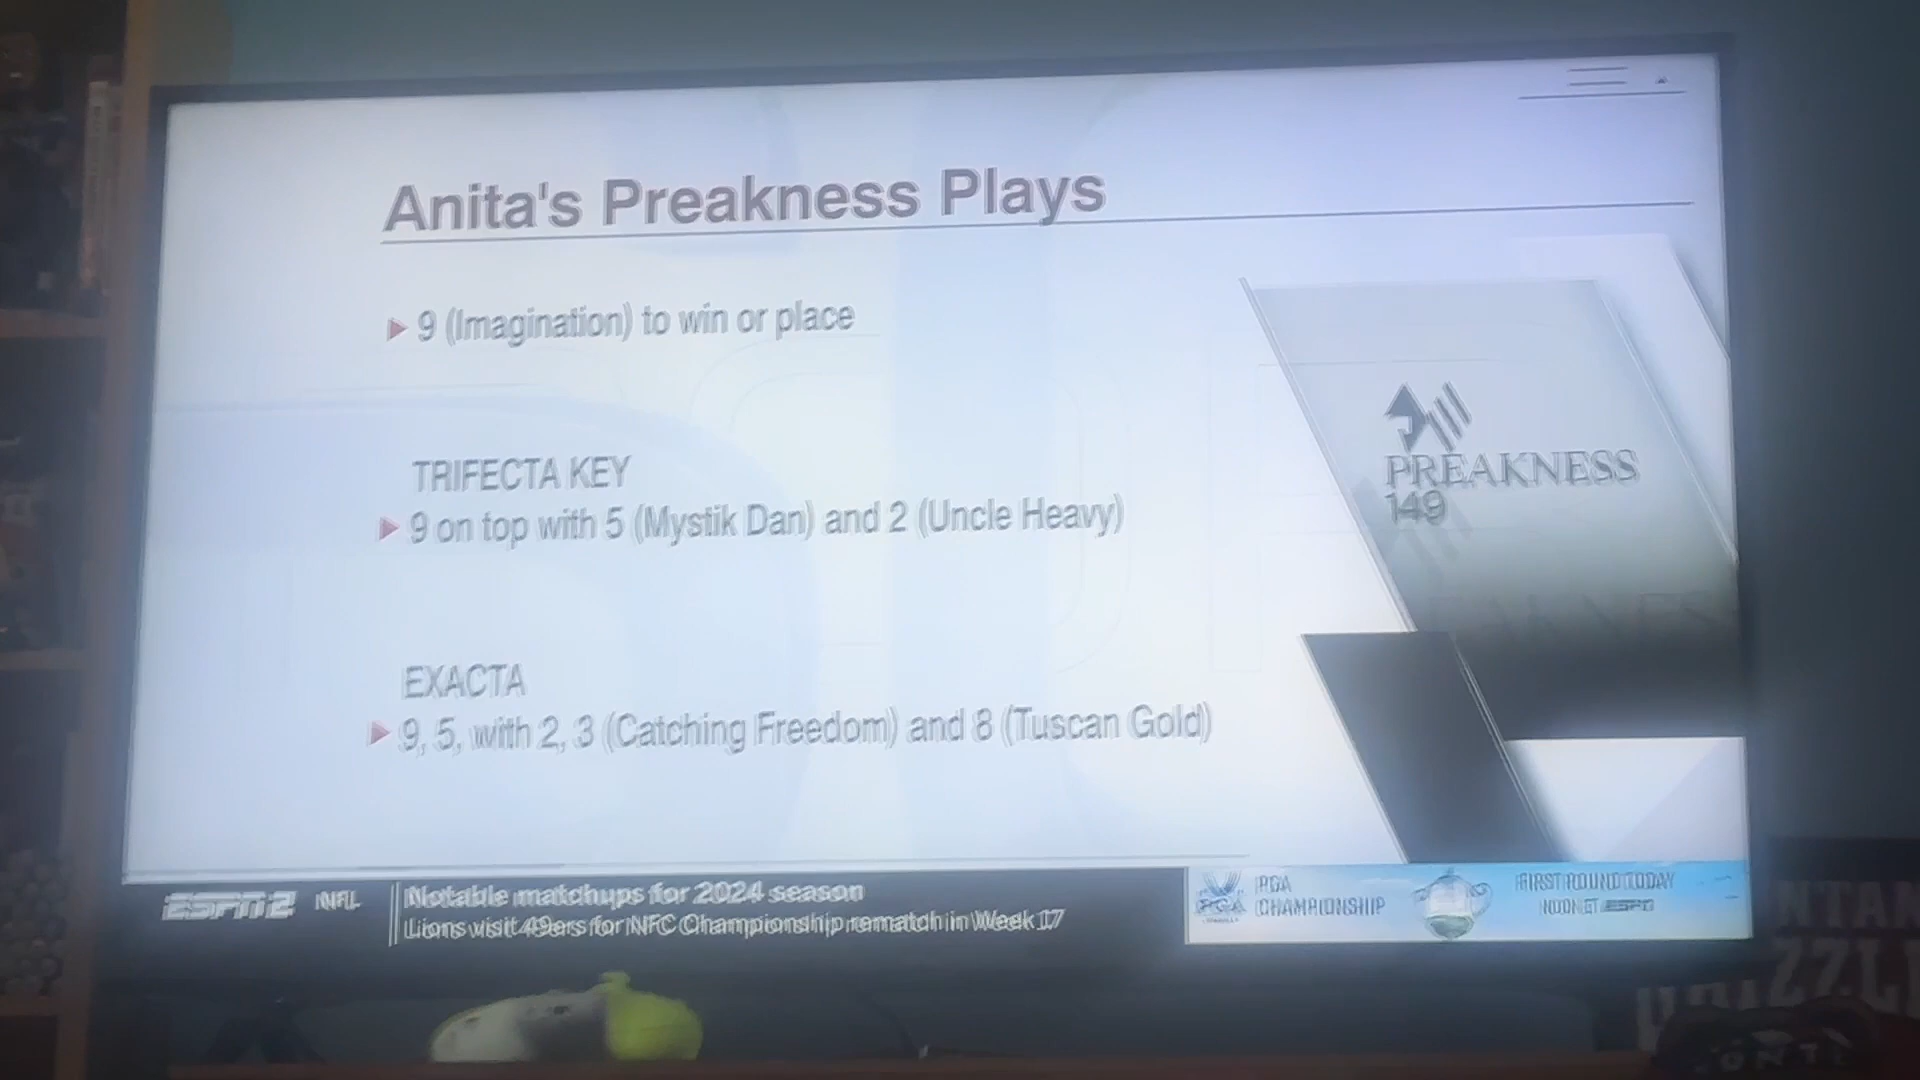 Anita's Preakness Plays
9 (Imagination) to win or place
TRIFECTA KEY
9 on top with 5 (Mystik Dan) and 2 (Uncle Heavy)
EXACTA
9, 5, with 2, 3 (Catching Freedom) and 8 (Tuscan Gold)
PREAKNESS
149
ESPN2 NFL
Notable matchups for 2024 season
Lions visit 49ers for NFC Championship rematch in Week 17
PGA
PGA
CHAMPIONSHIP
FIRST ROUND TODAY
NOON ET ESPN